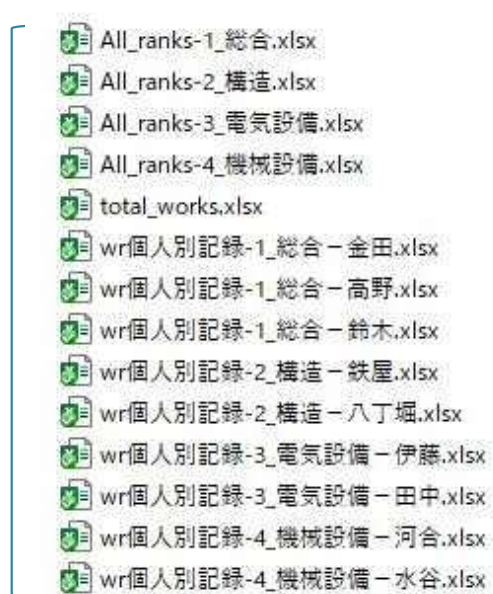 All_ranks-1_総合.xlsx
All_ranks-2_構造.xlsx
All_ranks-3_電気設備.xlsx
All_ranks-4_機械設備.xlsx
total_works.xlsx
wr個人別記録-1_総合－金田.xlsx
wr個人別記録-1_総合－高野.xlsx
wr個人別記録-1_総合－鈴木.xlsx
wr個人別記録-2_構造－鉄屋.xlsx
wr個人別記録-2_構造－八丁堀.xlsx
wr個人別記録-3_電気設備－伊藤.xlsx
wr個人別記録-3_電気設備－田中.xlsx
wr個人別記録-4_機械設備－河合.xlsx
wr個人別記録-4_機械設備－水谷.xlsx